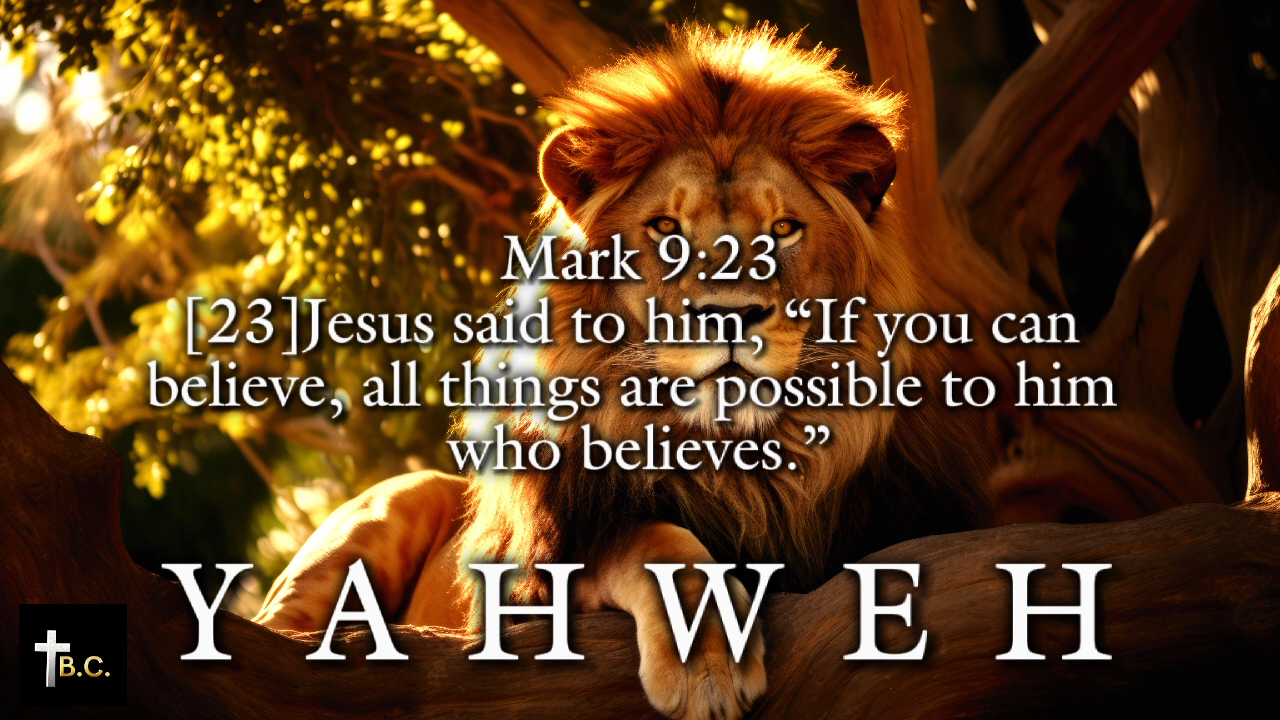 Mark 9:23
[23]Jesus said to him, “If you can
believe, all things are possible to him
who believes.”
YAHWEH
B.C.